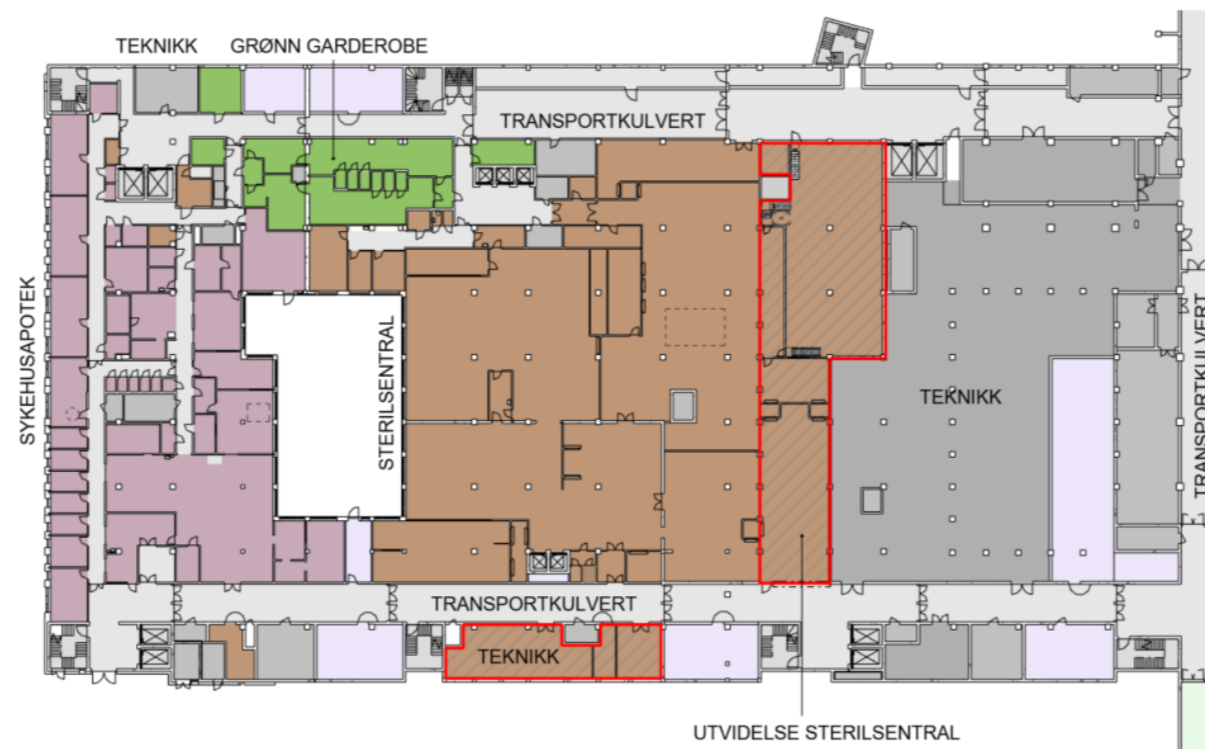 TEKNIKK
GRØNN GARDEROBE
TRANSPORTKULVERT
SYKEHUSAPOTEK
STERILSENTRAL
TEKNIKK
TRANSPORTKULVERT
TRANSPORTKULVERT
TEKNIKK
UTVIDELSE STERILSENTRAL